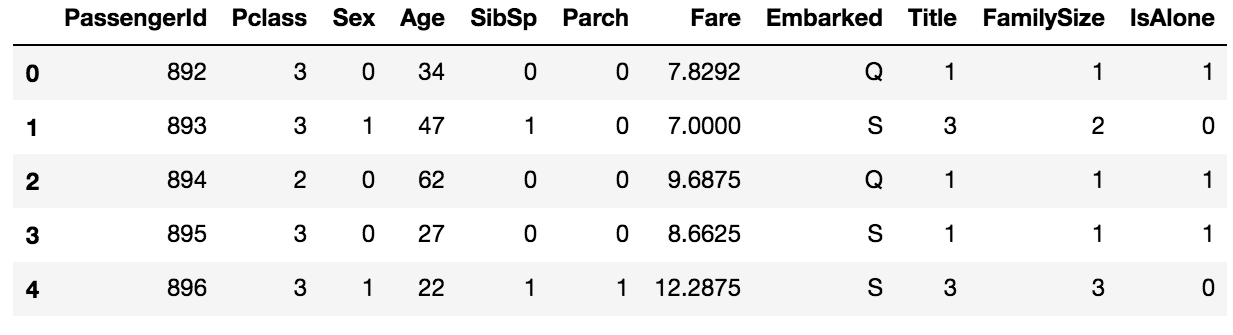 PassengerId Pclass Sex Age SibSp Parch Fare Embarked Title FamilySize IsAlone
0 892 3 0 34 0 0 7.8292 Q 1 1 1
1 893 3 1 47 1 0 7.0000 S 3 2 0
2 894 2 0 62 0 0 9.6875 Q 1 1 1
3 895 3 0 27 0 0 8.6625 S 1 1 1
4 896 3 1 22 1 1 12.2875 S 3 3 0